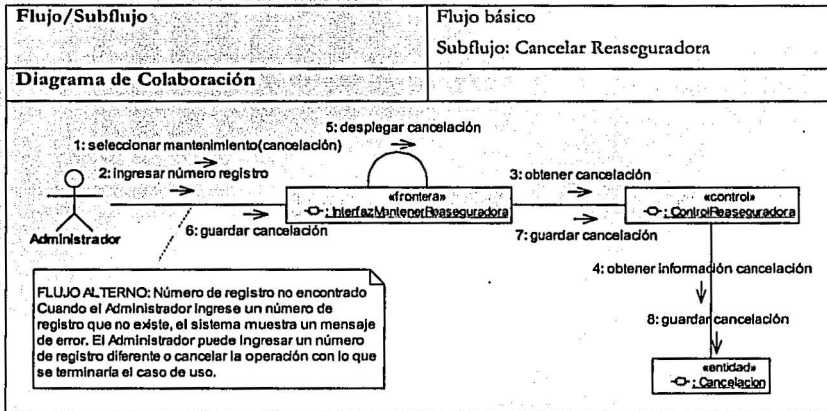 Flujo/Subflujo
Flujo básico
Subflujo: Cancelar Reaseguradora
Diagrama de Colaboración
5: desplegar cancelación
1: seleccionar mantenimiento(cancelación)
2: ingresar número registro
3: obtener cancelación
«frontera»
: InterfazMantenerReaseguradora
«control»
: ControlReaseguradora
6: guardar cancelación
7: guardar cancelación
Administrador
4: obtener información cancelación
FLUJO ALTERNO: Número de registro no encontrado
Cuando el Administrador ingrese un número de
registro que no existe, el sistema muestra un mensaje
de error. El Administrador puede ingresar un número
de registro diferente o cancelar la operación con lo que
se terminaría el caso de uso.
8: guardar cancelación
«entidad»
: Cancelacion